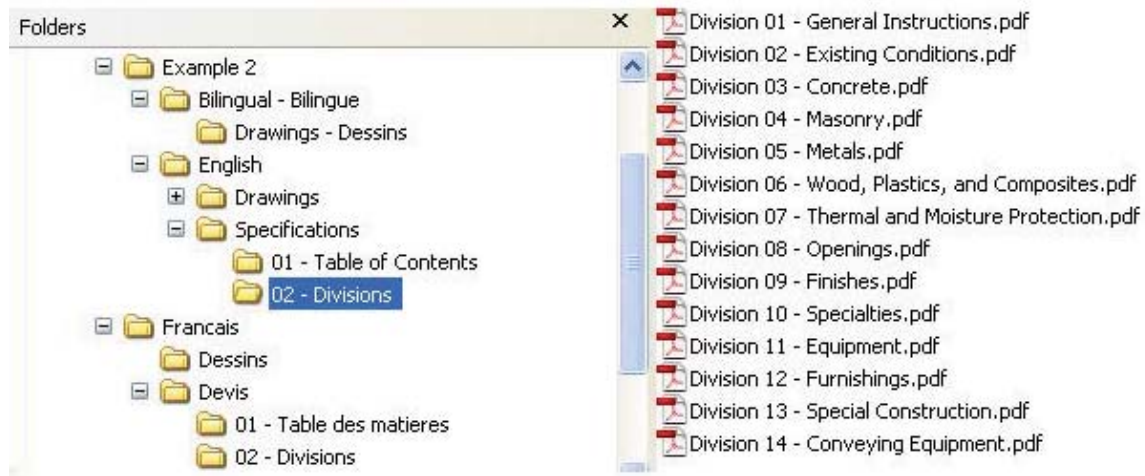 Folders
Example 2
Bilingual - Bilingue
Drawings - Dessins
English
Drawings
Specifications
01 - Table of Contents
02 - Divisions
Francais
Dessins
Devis
01 - Table des matieres
02 - Divisions
Division 01 - General Instructions.pdf
Division 02 - Existing Conditions.pdf
Division 03 - Concrete.pdf
Division 04 - Masonry.pdf
Division 05 - Metals.pdf
Division 06 - Wood, Plastics, and Composites.pdf
Division 07 - Thermal and Moisture Protection.pdf
Division 08 - Openings.pdf
Division 09 - Finishes.pdf
Division 10 - Specialties.pdf
Division 11 - Equipment.pdf
Division 12 - Furnishings.pdf
Division 13 - Special Construction.pdf
Division 14 - Conveying Equipment.pdf